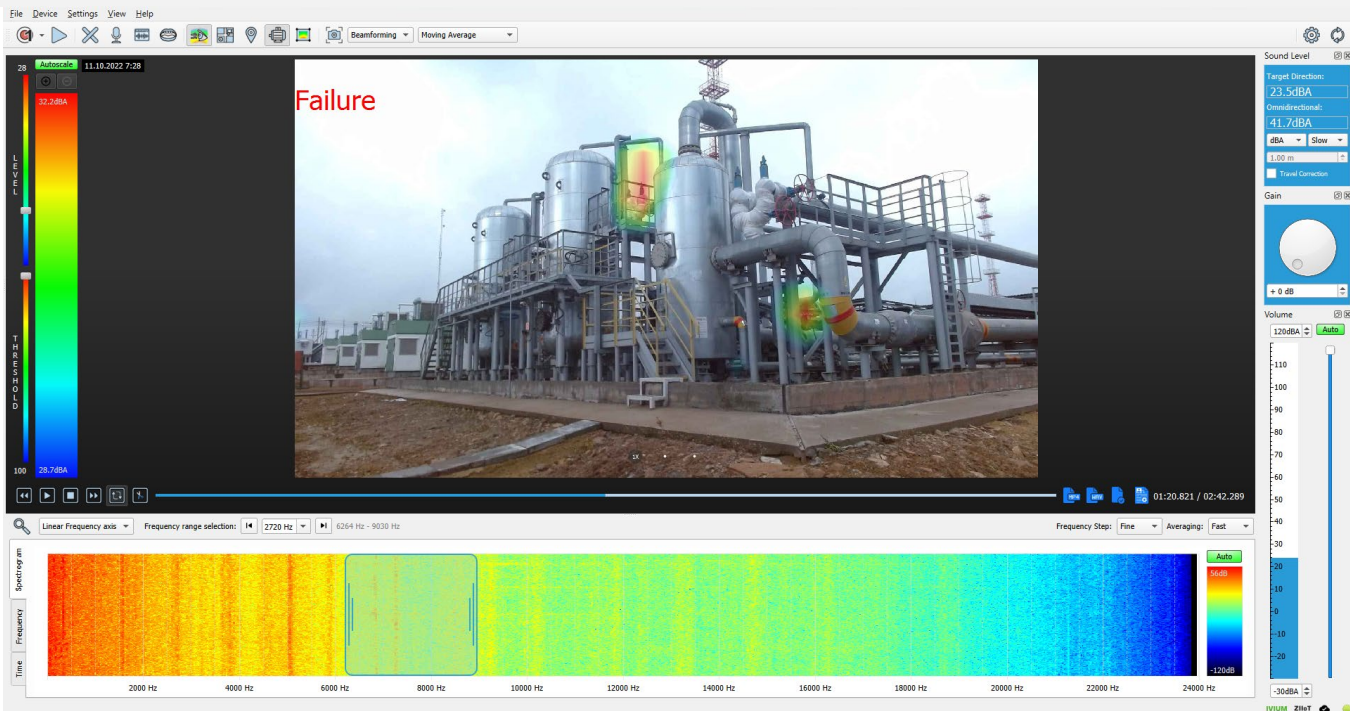 File Device Settings View Help
Beamforming Moving Average
28 Autoscale 11.10.2022 7:28
32.2dBA
LEVEL
THRESHOLD
100 28.7dBA
Failure
1X
01:20.821 / 02:42.289
Sound Level
Target Direction:
23.5dBA
Omnidirectional:
41.7dBA
dBA Slow
1.00 m
Travel Correction
Gain
+ 0 dB
Volume
120dBA Auto
110
100
90
80
70
60
50
40
30
20
10
0
-10
-20
-30dBA
Linear Frequency axis Frequency range selection: 2720 Hz 6264 Hz - 9030 Hz Frequency Step: Fine Averaging: Fast
Spectrogram
Frequency
Time
Auto
56dB
-120dB
2000 Hz 4000 Hz 6000 Hz 8000 Hz 10000 Hz 12000 Hz 14000 Hz 16000 Hz 18000 Hz 20000 Hz 22000 Hz 24000 Hz